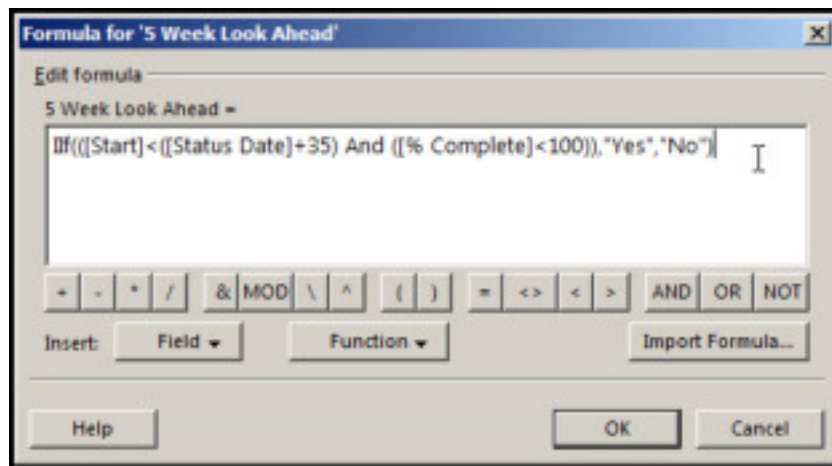 Formula for '5 Week Look Ahead'
Edit formula
5 Week Look Ahead =
IIf(([Start]<([Status Date]+35) And ([% Complete]<100)),"Yes","No")
+ - * / & MOD \ ^ ( ) = <> < > AND OR NOT
Insert: Field Function Import Formula...
Help OK Cancel